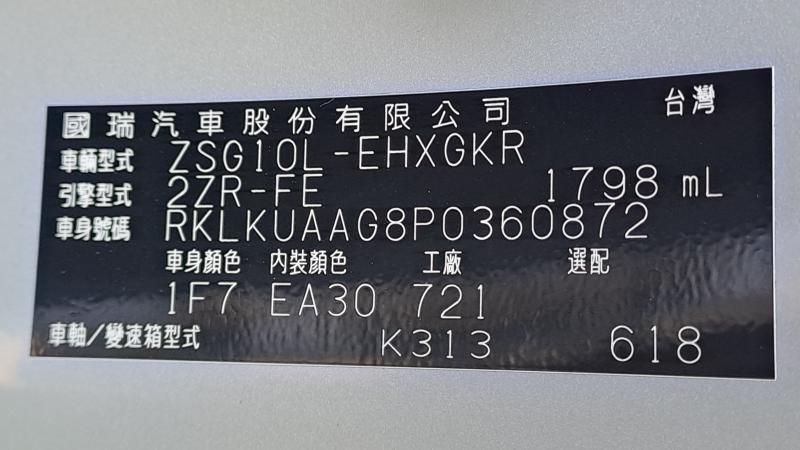 國瑞汽車股份有限公司 台灣
車輛型式 ZSG10L-EHXGKR
引擎型式 2ZR-FE 1798 mL
車身號碼 RKLKUAAG8P0360872
車身顏色 內裝顏色 工廠 選配
1F7 EA30 721
車軸/變速箱型式 K313 618